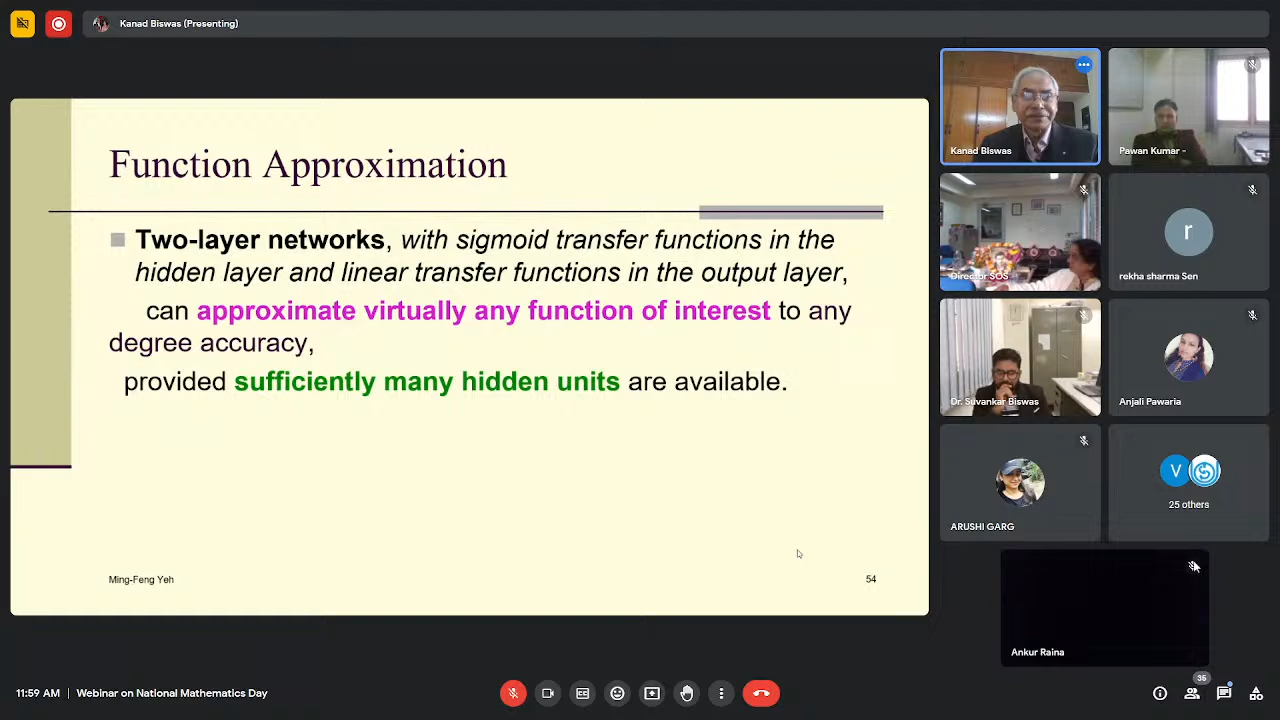 Kanad Biswas (Presenting)
Function Approximation
Two-layer networks, with sigmoid transfer functions in the
hidden layer and linear transfer functions in the output layer,
can approximate virtually any function of interest to any
degree accuracy,
provided sufficiently many hidden units are available.
Ming-Feng Yeh
54
Kanad Biswas
Pawan Kumar -
Director SOS
r
rekha sharma Sen
Dr. Suvankar Biswas
Anjali Pawaria
ARUSHI GARG
V
25 others
Ankur Raina
11:59 AM | Webinar on National Mathematics Day
36